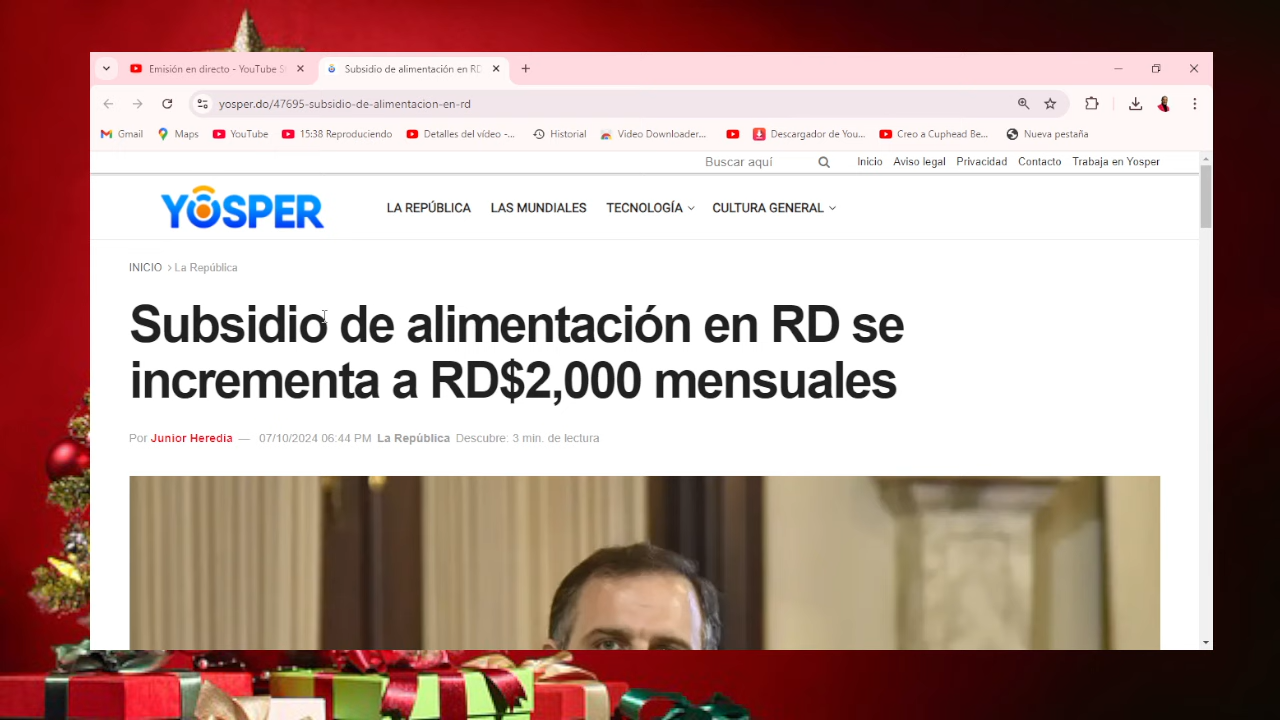 Emisión en directo - YouTube S
Subsidio de alimentación en RD
yosper.do/47695-subsidio-de-alimentacion-en-rd
Gmail Maps YouTube 15:38 Reproduciendo Detalles del vídeo -... Historial Video Downloader... Descargador de You... Creo a Cuphead Be... Nueva pestaña
Buscar aquí Inicio Aviso legal Privacidad Contacto Trabaja en Yosper
YOSPER LA REPÚBLICA LAS MUNDIALES TECNOLOGÍA CULTURA GENERAL
INICIO > La República
Subsidio de alimentación en RD se
incrementa a RD$2,000 mensuales
Por Junior Heredia — 07/10/2024 06:44 PM La República Descubre: 3 min. de lectura